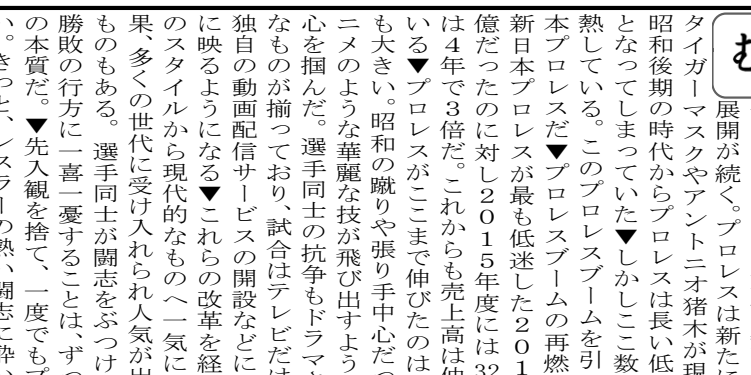 む
展開が続く。プロレスは新た
タイガーマスクやアントニオ猪木が現
昭和後期の時代からプロレスは長い低
となってしまっていた▼しかしここ数
熱している。このプロレスブームを引
本プロレスだ▼プロレスブームの再燃
新日本プロレスが最も低迷した201
億だったのに対し2015年度には32
は4年で3倍だ。これからも売上高は伸
いる▼プロレスがここまで伸びたのは
も大きい。昭和の蹴りや張り手中心だっ
ニメのような華麗な技が飛び出すよう
心を掴んだ。選手同士の抗争もドラマ
なものが揃っており、試合はテレビだけ
独自の動画配信サービスの開設などに
に映るようになる▼これらの改革を経
のスタイルから現代的なものへ一気に
果、多くの世代に受け入れられ人気が出
ものもある。選手同士が闘志をぶつけ
勝敗の行方に一喜一憂することは、ずっ
の本質だ。▼先入観を捨て、一度でもプ
い。きっと、レスラーの熱い闘志に酔い